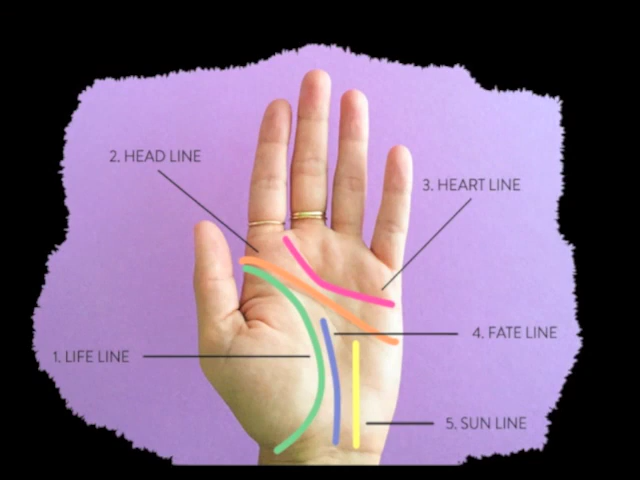 2. HEAD LINE
3. HEART LINE
4. FATE LINE
1. LIFE LINE
5. SUN LINE